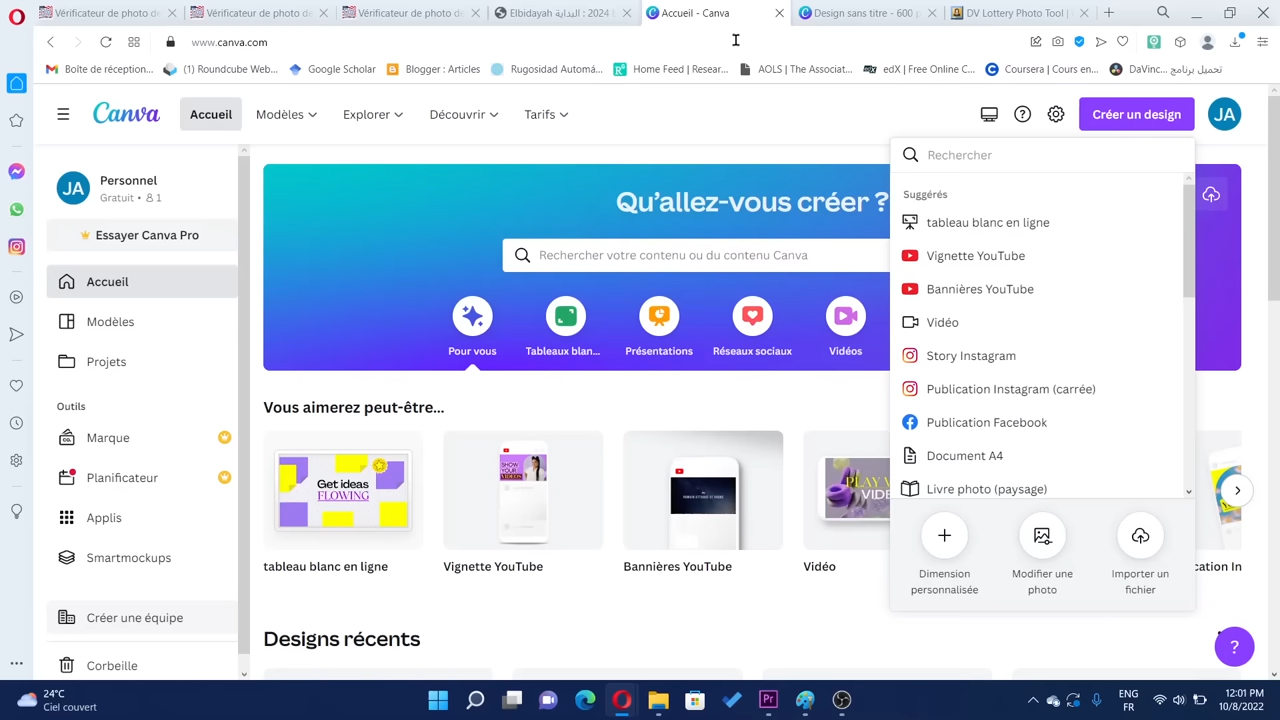 Vérificateur de photo de
Vérificateur de photo de
Vérificateur de photo de
Elbidayah : البداية : 2024 U
Accueil - Canva
Design sans titre - 600 p
DV Lottery Photo Tool | U
www.canva.com
Boîte de réception...
(1) Roundcube Web...
Google Scholar
Blogger : Articles
Rugosidad Automá...
Home Feed | Resear...
AOLS | The Associat...
edX | Free Online C...
Coursera | Cours en...
تحميل برنامج DaVinc...
Canva
Accueil
Modèles
Explorer
Découvrir
Tarifs
Créer un design
JA
JA
Personnel
Gratuit • 1
Essayer Canva Pro
Accueil
Modèles
Projets
Outils
Marque
Planificateur
Applis
Smartmockups
Créer une équipe
Corbeille
Qu'allez-vous créer ?
Rechercher votre contenu ou du contenu Canva
Pour vous
Tableaux blan...
Présentations
Réseaux sociaux
Vidéos
Vous aimerez peut-être...
Get ideas
FLOWING
SHOW
YOUR
VIDEOS
tableau blanc en ligne
Vignette YouTube
Bannières YouTube
Vidéo
Designs récents
Rechercher
Suggérés
tableau blanc en ligne
Vignette YouTube
Bannières YouTube
Vidéo
Story Instagram
Publication Instagram (carrée)
Publication Facebook
Document A4
Livre photo (paysage)
Dimension
personnalisée
Modifier une
photo
Importer un
fichier
?
24°C
Ciel couvert
ENG
FR
12:01 PM
10/8/2022